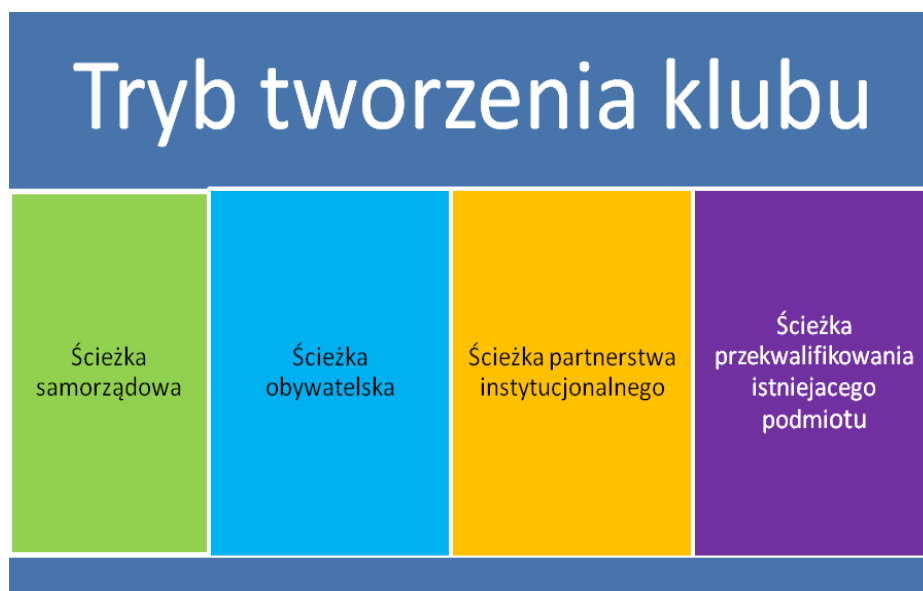 Tryb tworzenia klubu
Ścieżka
samorządowa
Ścieżka
obywatelska
Ścieżka partnerstwa
instytucjonalnego
Ścieżka
przekwalifikowania
istniejacego
podmiotu